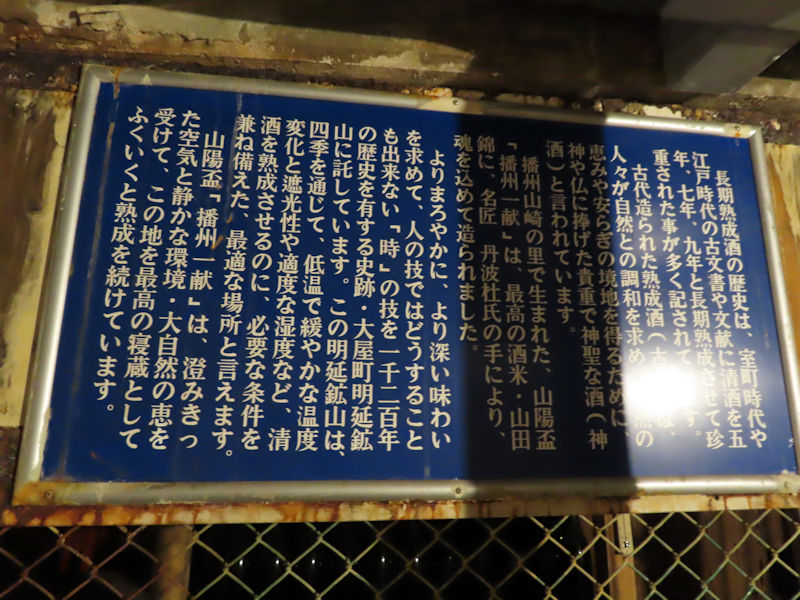 長期熟成酒の歴史は、室町時代や
江戸時代の古文書や文献に清酒を五
年、七年、九年と長期熟成させて珍
重された事が多く記されて す。
古代造られた熟成酒(古 は、
人々が自然との調和を求め 然の
恵みや安らぎの境地を得るために、
神や仏に捧げた貴重で神聖な酒(神
酒)と言われています。
播州山崎の里で生まれた、山陽盃
「播州一献」は、最高の酒米・山田
錦に、名匠 丹波杜氏の手により、
魂を込めて造られました。
よりまろやかに、より深い味わい
を求めて、人の技ではどうすること
も出来ない「時」の技を一千二百年
の歴史を有する史跡・大屋町明延鉱
山に託しています。この明延鉱山は、
四季を通じて、低温で緩やかな温度
変化と遮光性や適度な湿度など、清
酒を熟成させるのに、必要な条件を
兼ね備えた、最適な場所と言えます。
山陽盃「播州一献」は、澄みきっ
た空気と静かな環境・大自然の恵を
受けて、この地を最高の寝蔵として
ふくいくと熟成を続けています。